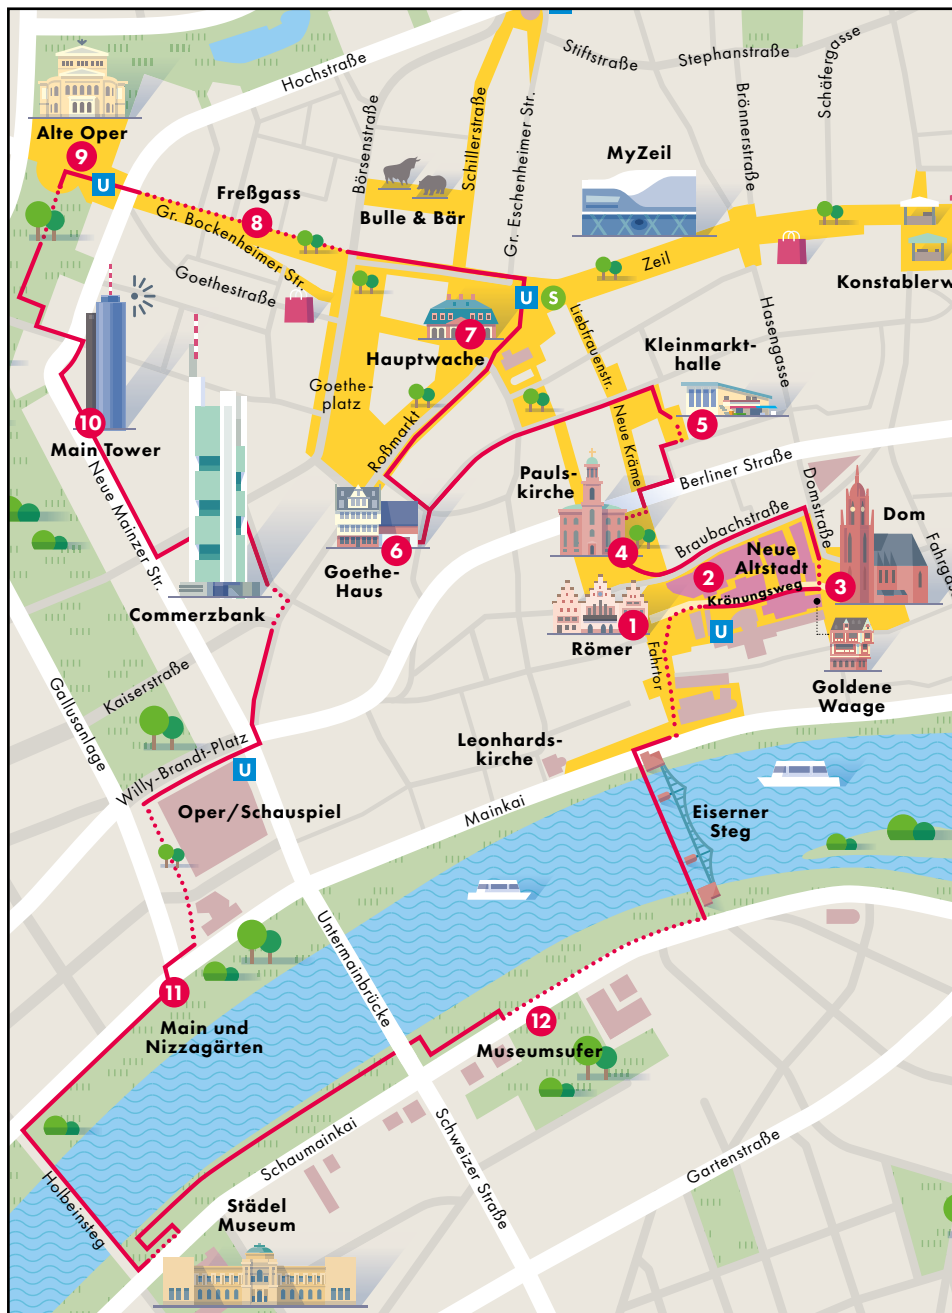 Stiftstraße
Stephanstraße
Schäfergasse
Hochstraße
Alte Oper
9
U
Börsenstraße
Schillerstraße
Gr. Eschenheimer Str.
Brönnerstraße
MyZeil
Freßgass
8
Bulle & Bär
Gr. Bockenheimer Str.
Goethestraße
Zeil
Konstablerw
U
S
7
Hauptwache
Liebfrauenstr.
Kleinmarkt-
halle
Hasengasse
5
Goethe-
platz
Roßmarkt
10
Main Tower
Neue Mainzer Str.
Neue Kräme
Pauls-
kirche
Berliner Straße
Domstraße
Dom
Fahrgas
6
Goethe-
Haus
4
Braubachstraße
Neue
Altstadt
2
Krönungsweg
3
Commerzbank
1
Römer
U
Fahrtor
Goldene
Waage
Kaiserstraße
Gallusanlage
Willy-Brandt-Platz
U
Leonhards-
kirche
Oper/Schauspiel
Mainkai
Eiserner
Steg
Untermainbrücke
11
Main und
Nizzagärten
12
Museumsufer
Schaumainkai
Schweizer Straße
Gartenstraße
Holbeinsteg
Städel
Museum